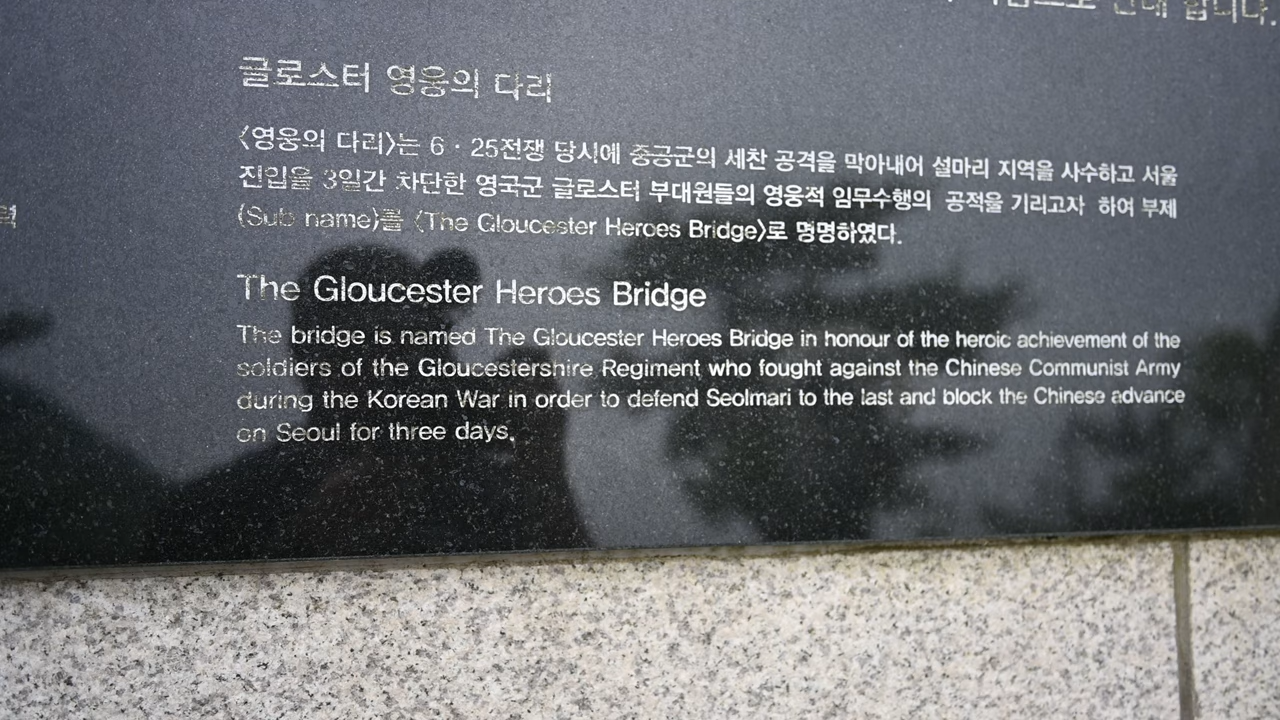 합니다.
글로스터 영웅의 다리
〈영웅의 다리〉는 6 · 25전쟁 당시에 중공군의 세찬 공격을 막아내어 설마리 지역을 사수하고 서울
진입을 3일간 차단한 영국군 글로스터 부대원들의 영웅적 임무수행의 공적을 기리고자 하여 부제
(Sub name)를 〈The Gloucester Heroes Bridge〉로 명명하였다.
The Gloucester Heroes Bridge
The bridge is named The Gloucester Heroes Bridge in honour of the heroic achievement of the
soldiers of the Gloucestershire Regiment who fought against the Chinese Communist Army
during the Korean War in order to defend Seolmari to the last and block the Chinese advance
on Seoul for three days.